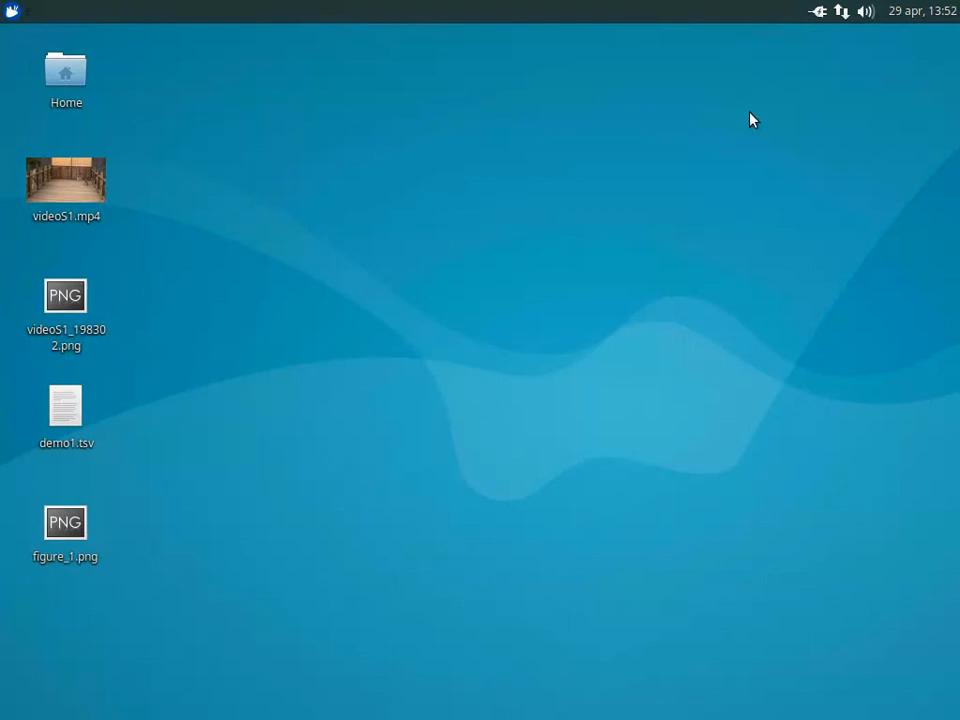 29 apr, 13:52
Home
videoS1.mp4
PNG
videoS1_19830
2.png
demo1.tsv
PNG
figure_1.png